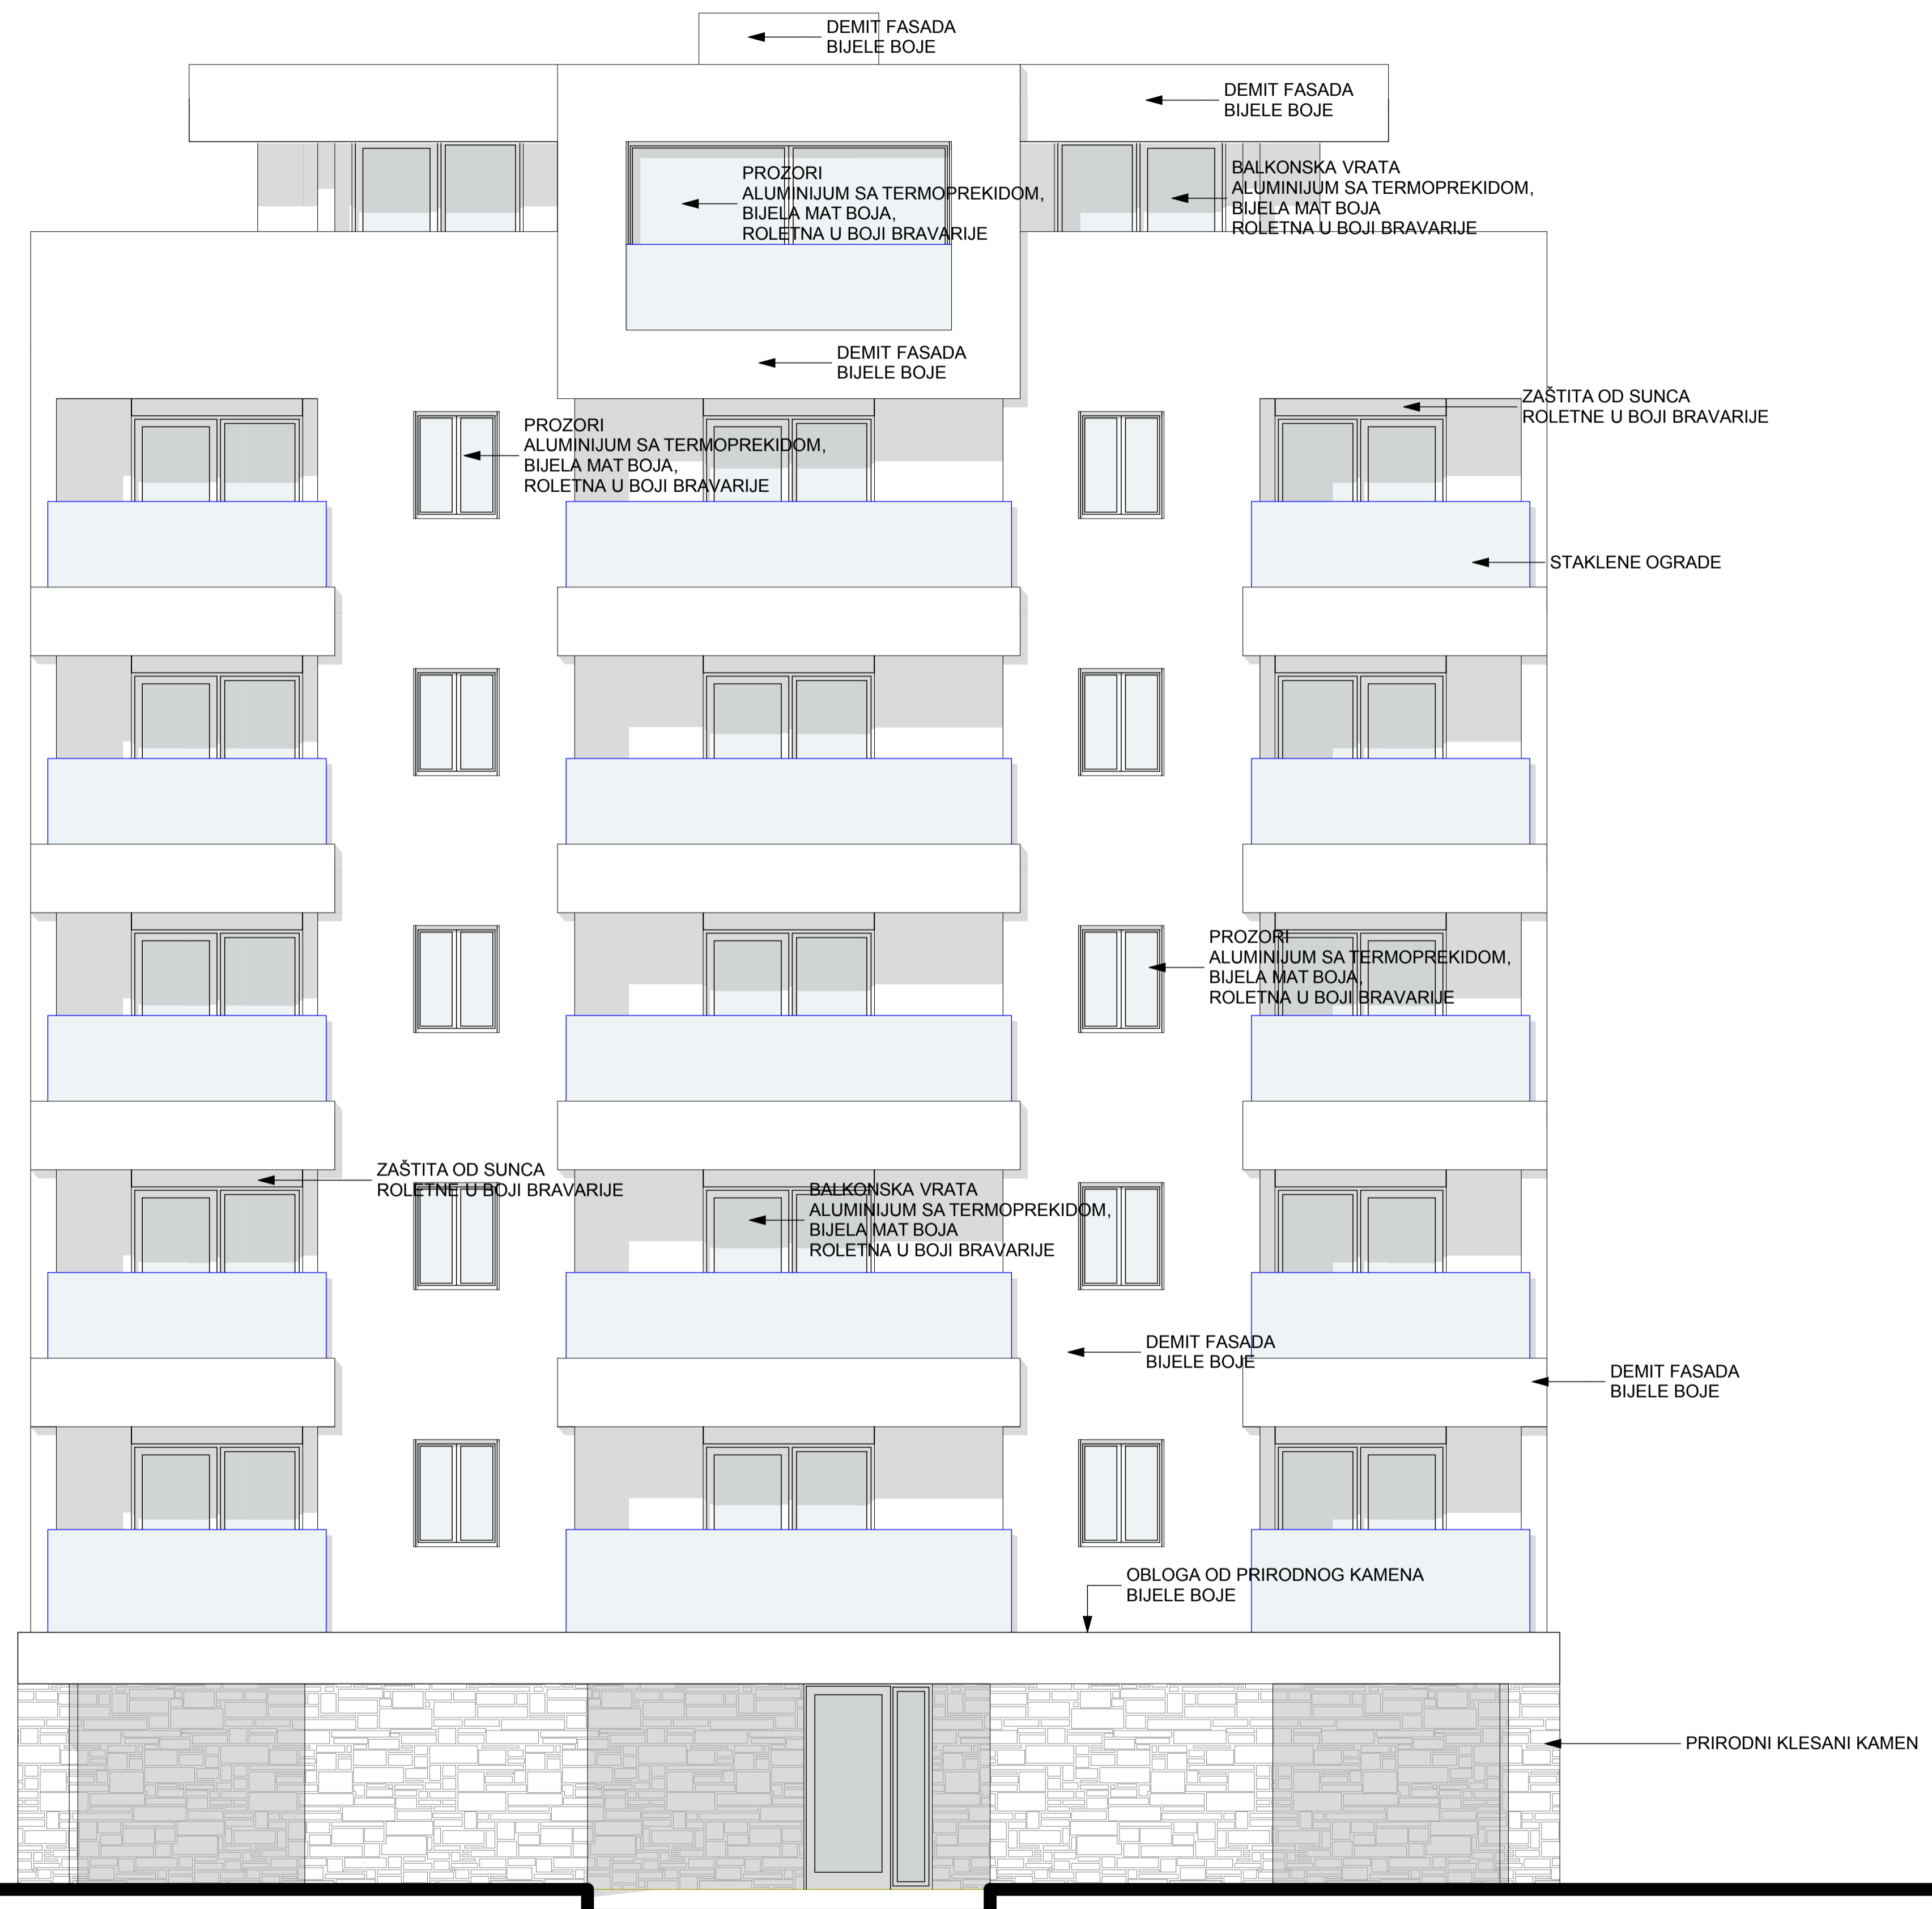 DEMIT FASADA
BIJELE BOJE
DEMIT FASADA
BIJELE BOJE
PROZORI
ALUMINIJUM SA TERMOPREKIDOM,
BIJELA MAT BOJA,
ROLETNA U BOJI BRAVARIJE
BALKONSKA VRATA
ALUMINIJUM SA TERMOPREKIDOM,
BIJELA MAT BOJA
ROLETNA U BOJI BRAVARIJE
DEMIT FASADA
BIJELE BOJE
ZAŠTITA OD SUNCA
ROLETNE U BOJI BRAVARIJE
PROZORI
ALUMINIJUM SA TERMOPREKIDOM,
BIJELA MAT BOJA,
ROLETNA U BOJI BRAVARIJE
STAKLENE OGRADE
PROZORI
ALUMINIJUM SA TERMOPREKIDOM,
BIJELA MAT BOJA,
ROLETNA U BOJI BRAVARIJE
ZAŠTITA OD SUNCA
ROLETNE U BOJI BRAVARIJE
BALKONSKA VRATA
ALUMINIJUM SA TERMOPREKIDOM,
BIJELA MAT BOJA
ROLETNA U BOJI BRAVARIJE
DEMIT FASADA
BIJELE BOJE
DEMIT FASADA
BIJELE BOJE
OBLOGA OD PRIRODNOG KAMENA
BIJELE BOJE
PRIRODNI KLESANI KAMEN